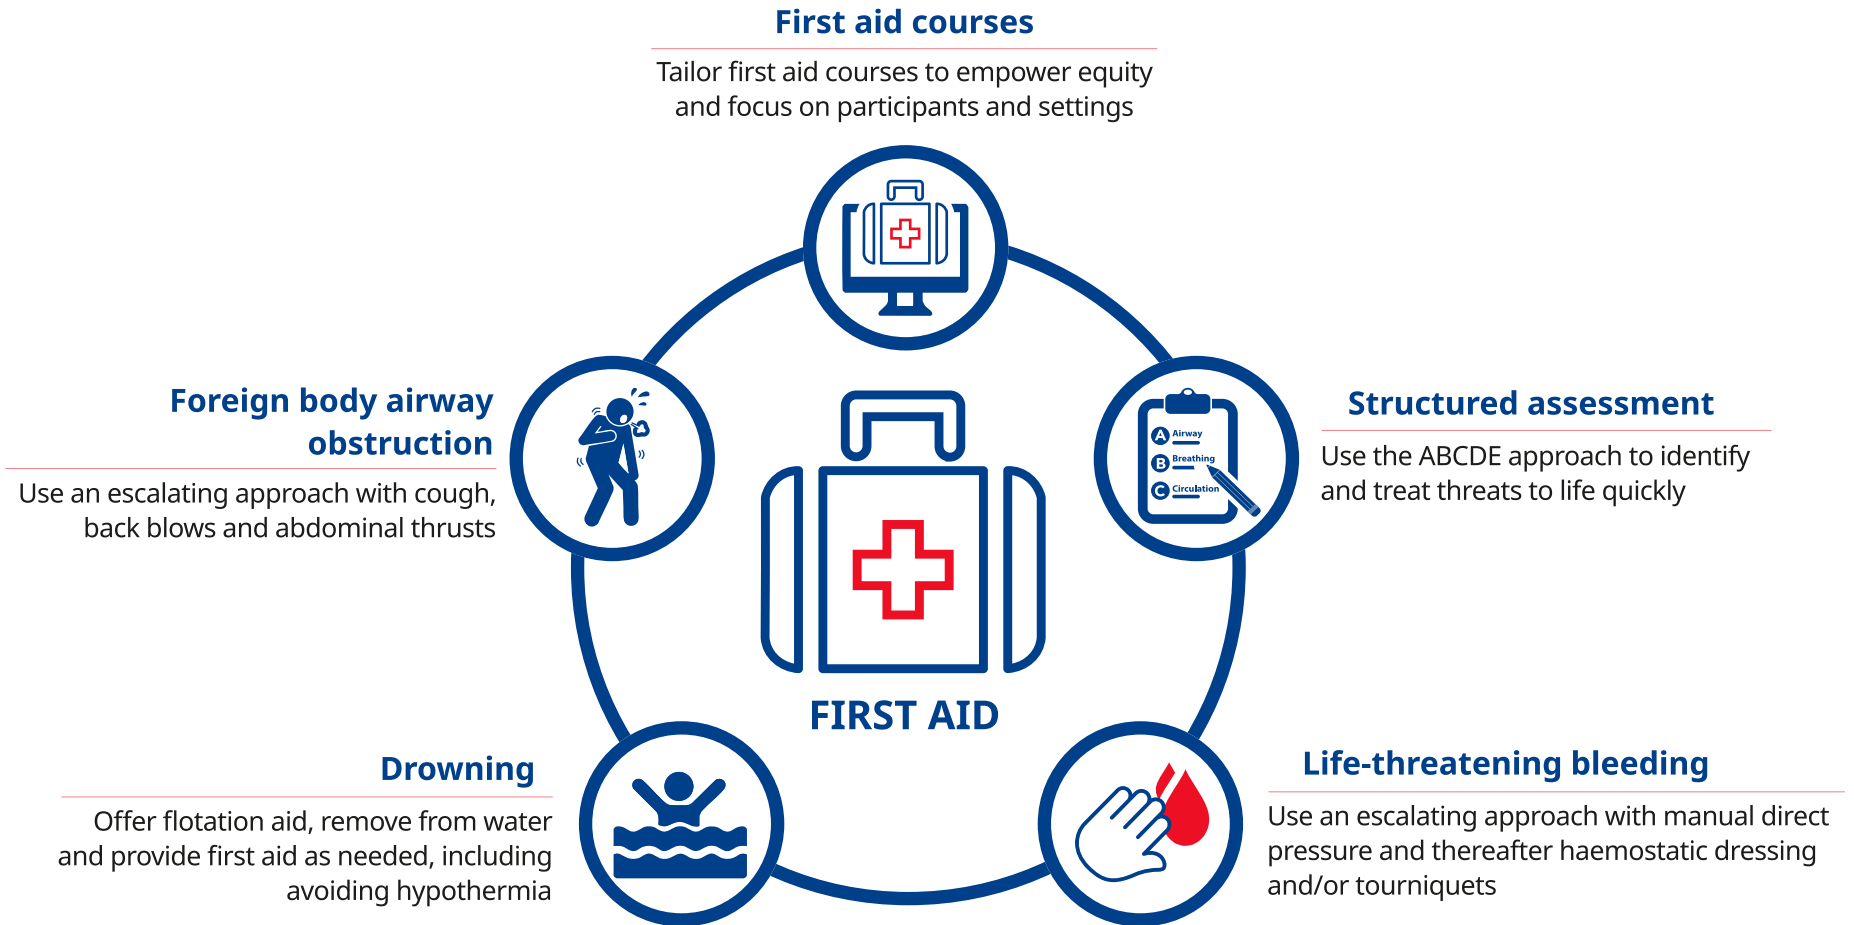 First aid courses
Tailor first aid courses to empower equity
and focus on participants and settings
Foreign body airway
obstruction
Use an escalating approach with cough,
back blows and abdominal thrusts
A Airway
B Breathing
C Circulation
Structured assessment
Use the ABCDE approach to identify
and treat threats to life quickly
FIRST AID
Drowning
Offer flotation aid, remove from water
and provide first aid as needed, including
avoiding hypothermia
Life-threatening bleeding
Use an escalating approach with manual direct
pressure and thereafter haemostatic dressing
and/or tourniquets